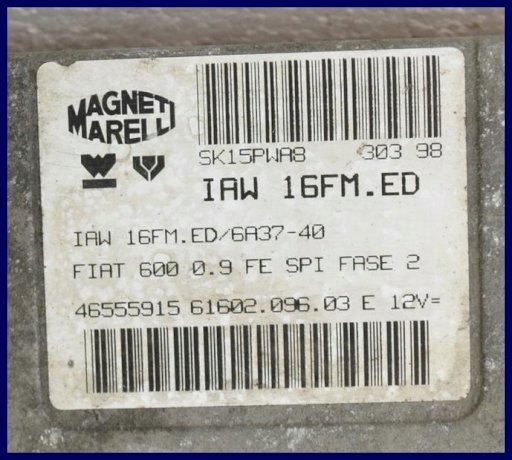 MAGNETI
MARELLI
SK15PWA8 303 98
IAW 16FM.ED
IAW 16FM.ED/6A37-40
FIAT 600 0.9 FE SPI FASE 2
46555915 61602.096.03 E 12V=